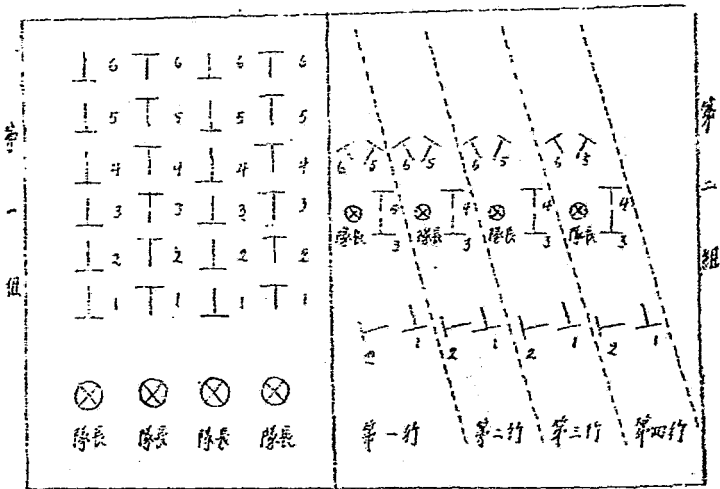 第一組
6 6 6 6
5 5 5 5
4 4 4 4
3 3 3 3
2 2 2 2
1 1 1 1
隊長 隊長 隊長 隊長
第二組
6 5 6 5 6 5 6 5
5 4 4 4
隊長 3 隊長 3 隊長 3 隊長 3
2 1 2 1 2 1 2 1
第一行 第二行 第三行 第四行